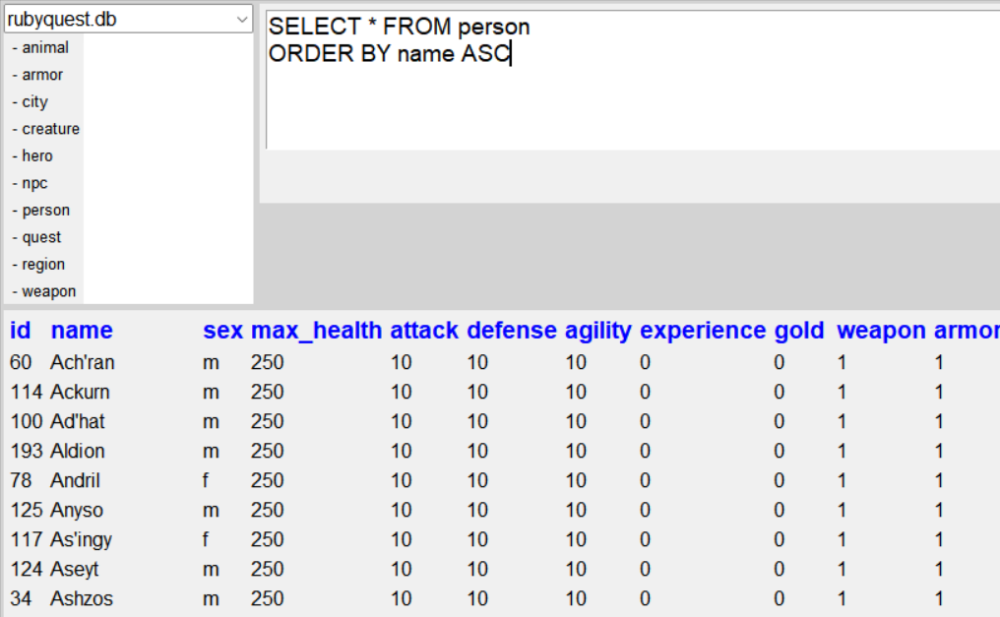 rubyquest.db
- animal
- armor
- city
- creature
- hero
- npc
- person
- quest
- region
- weapon
SELECT * FROM person
ORDER BY name ASC
id name sex max_health attack defense agility experience gold weapon armor
60 Ach'ran m 250 10 10 10 0 0 1 1
114 Ackurn m 250 10 10 10 0 0 1 1
100 Ad'hat m 250 10 10 10 0 0 1 1
193 Aldion m 250 10 10 10 0 0 1 1
78 Andril f 250 10 10 10 0 0 1 1
125 Anyso m 250 10 10 10 0 0 1 1
117 As'ingy f 250 10 10 10 0 0 1 1
124 Aseyt m 250 10 10 10 0 0 1 1
34 Ashzos m 250 10 10 10 0 0 1 1